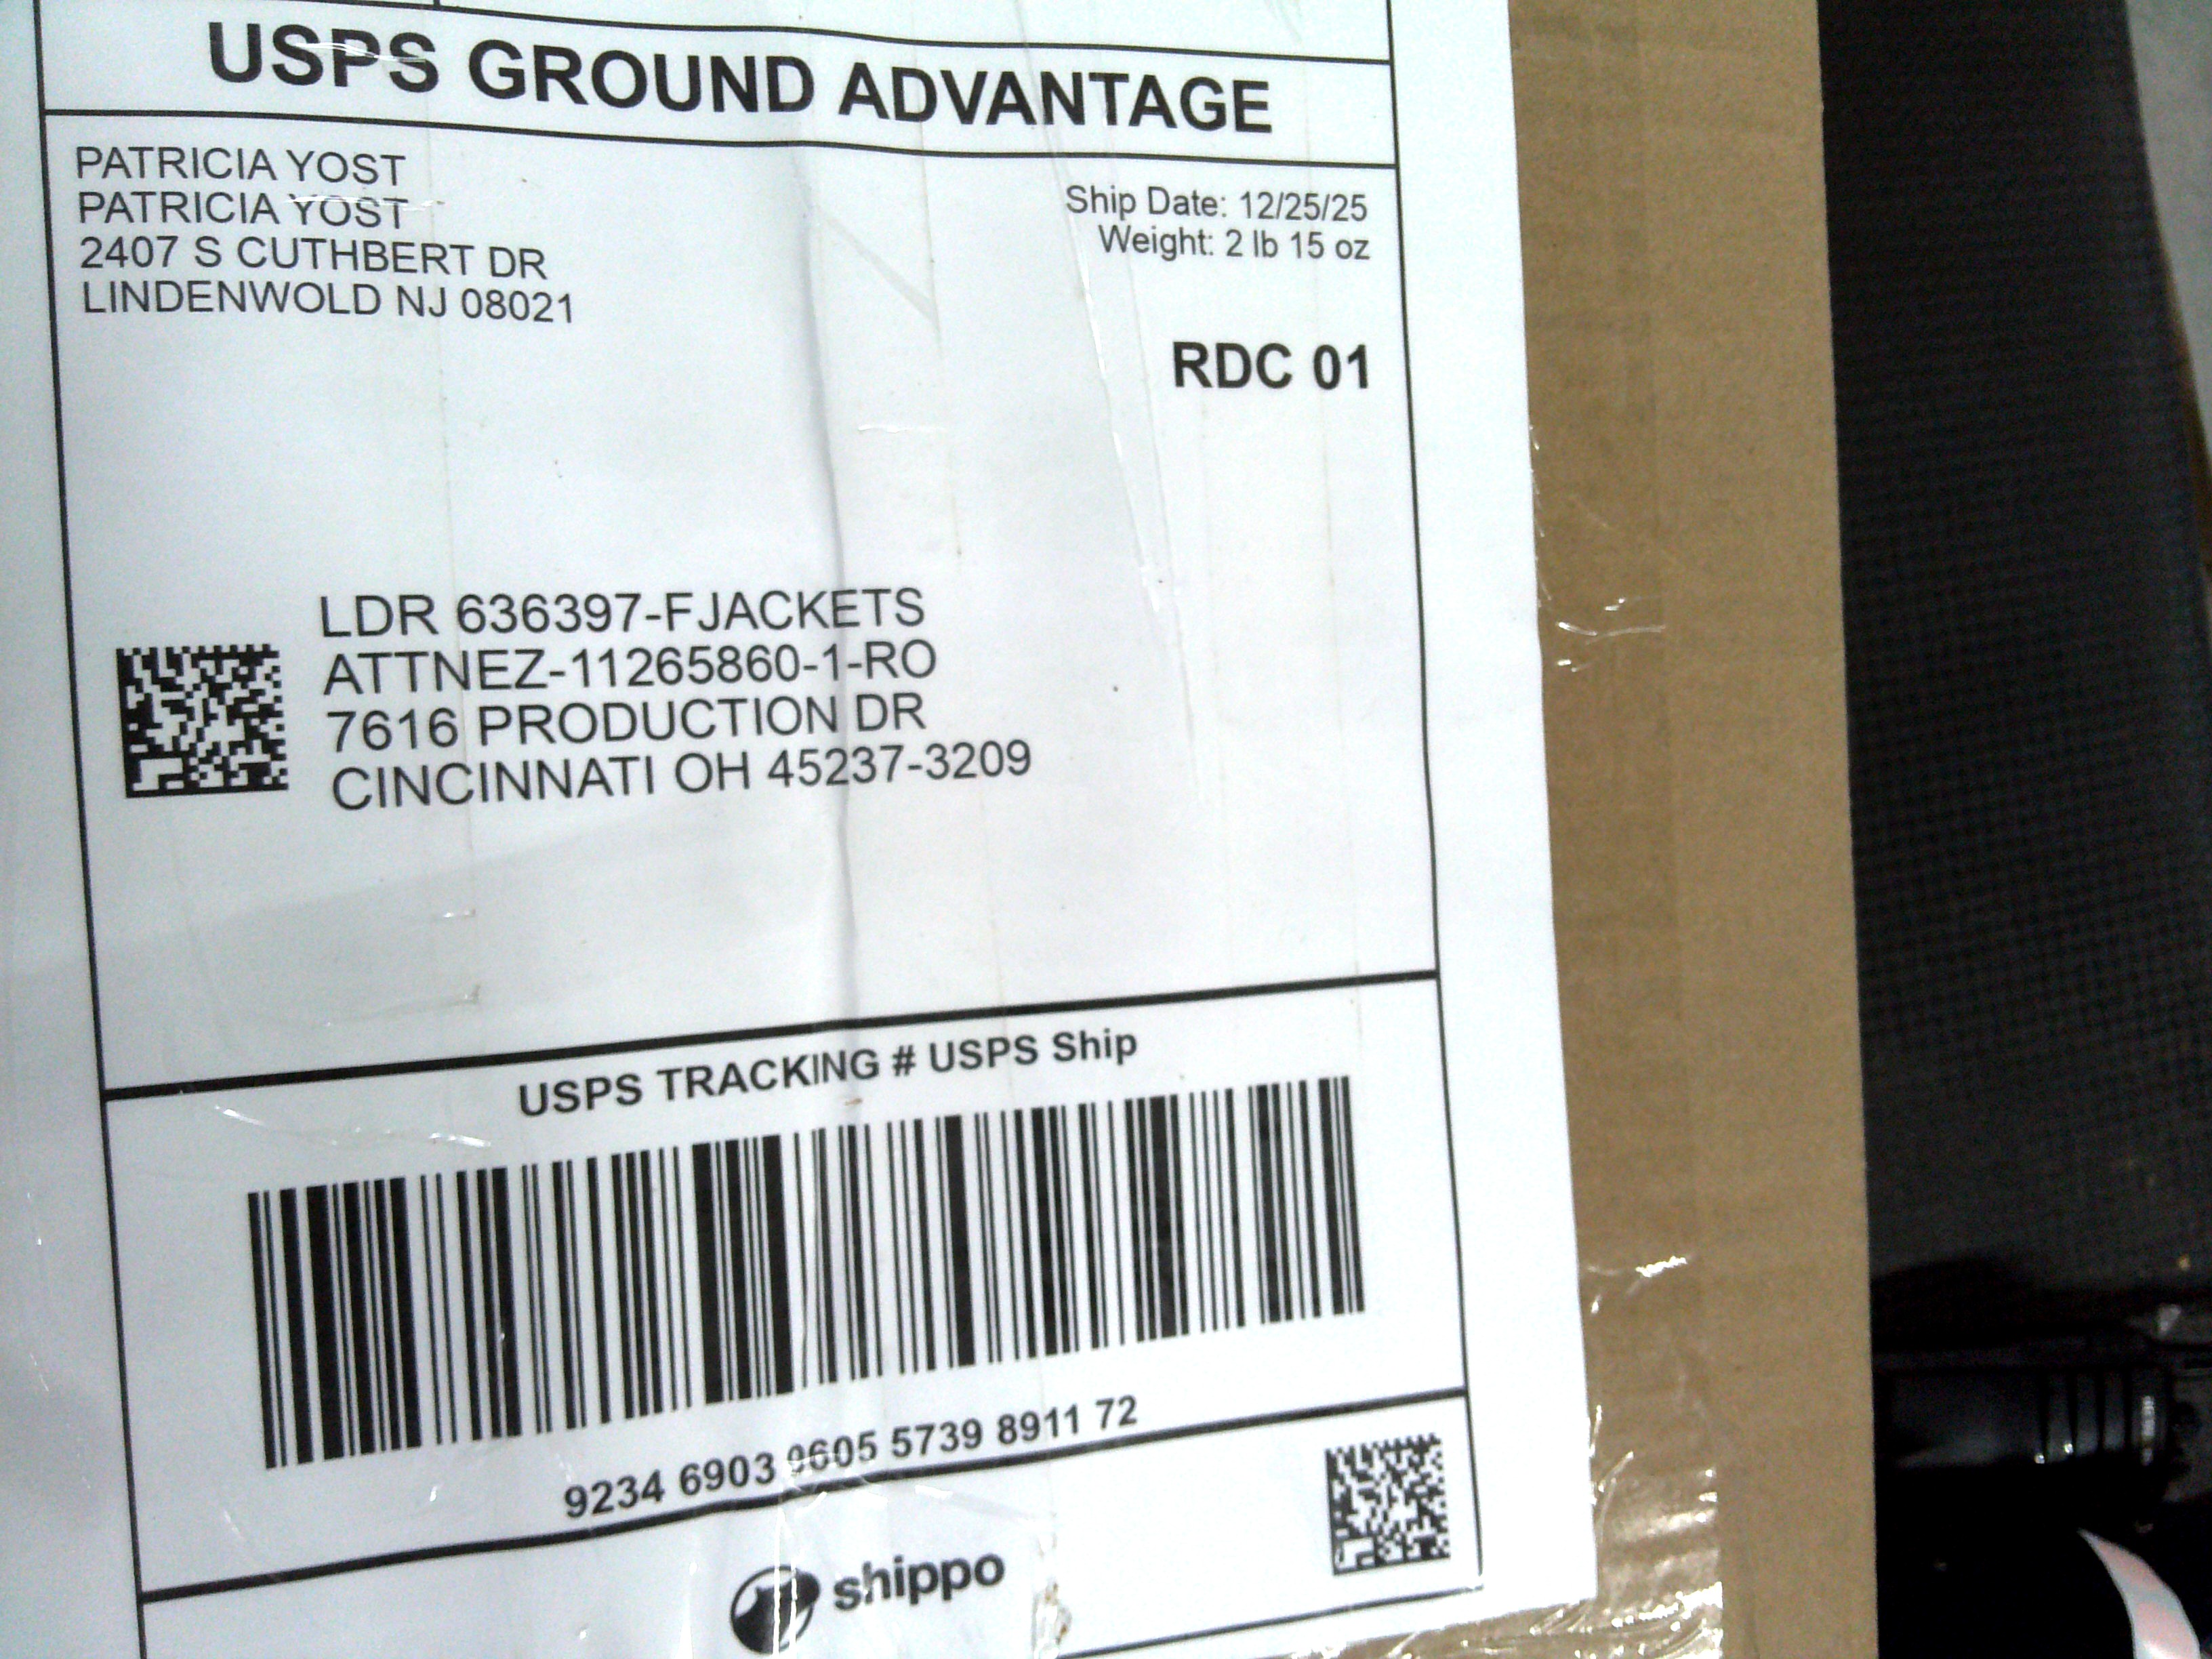 USPS GROUND ADVANTAGE
PATRICIA YOST
PATRICIA YOST
2407 S CUTHBERT DR
LINDENWOLD NJ 08021
Ship Date: 12/25/25
Weight: 2 lb 15 oz
RDC 01
LDR 636397-FJACKETS
ATTNEZ-11265860-1-RO
7616 PRODUCTION DR
CINCINNATI OH 45237-3209
USPS TRACKING # USPS Ship
9234 6903 9605 5739 8911 72
shippo